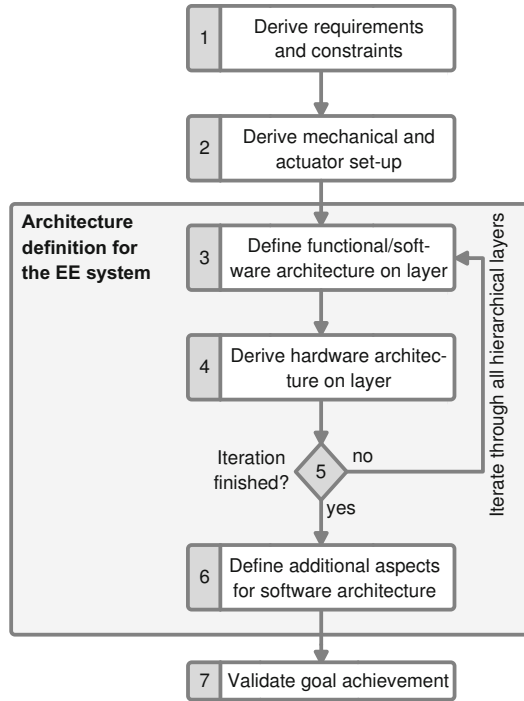 1
Derive requirements
and constraints
2
Derive mechanical and
actuator set-up
Architecture
definition for
the EE system
3
Define functional/soft-
ware architecture on layer
4
Derive hardware architec-
ture on layer
Iterate through all hierarchical layers
Iteration
finished?
5
no
yes
6
Define additional aspects
for software architecture
7
Validate goal achievement